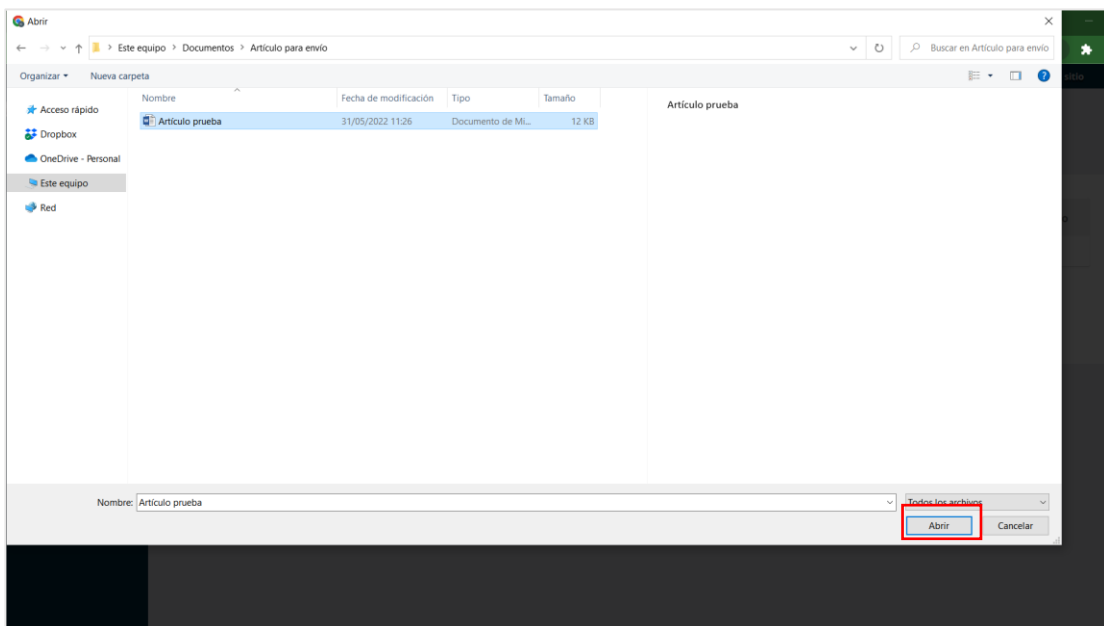 Abrir
Este equipo > Documentos > Artículo para envío
Buscar en Artículo para envío
Organizar
Nueva carpeta
sitio
Acceso rápido
Dropbox
OneDrive - Personal
Este equipo
Red
Nombre Fecha de modificación Tipo Tamaño
Artículo prueba 31/05/2022 11:26 Documento de Mi... 12 KB
Artículo prueba
Nombre: Artículo prueba
Todos los archivos
Abrir
Cancelar